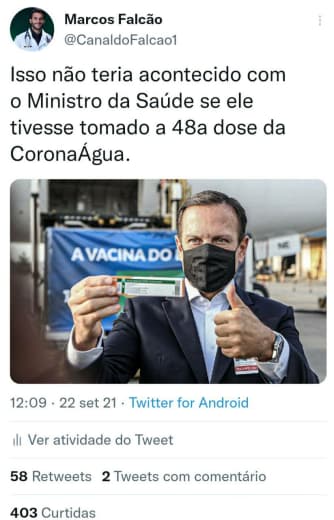 Marcos Falcão
@CanaldoFalcao1
Isso não teria acontecido com
o Ministro da Saúde se ele
tivesse tomado a 48a dose da
CoronaÁgua.
A VACINA DO
12:09 · 22 set 21 · Twitter for Android
Ver atividade do Tweet
58 Retweets 2 Tweets com comentário
403 Curtidas